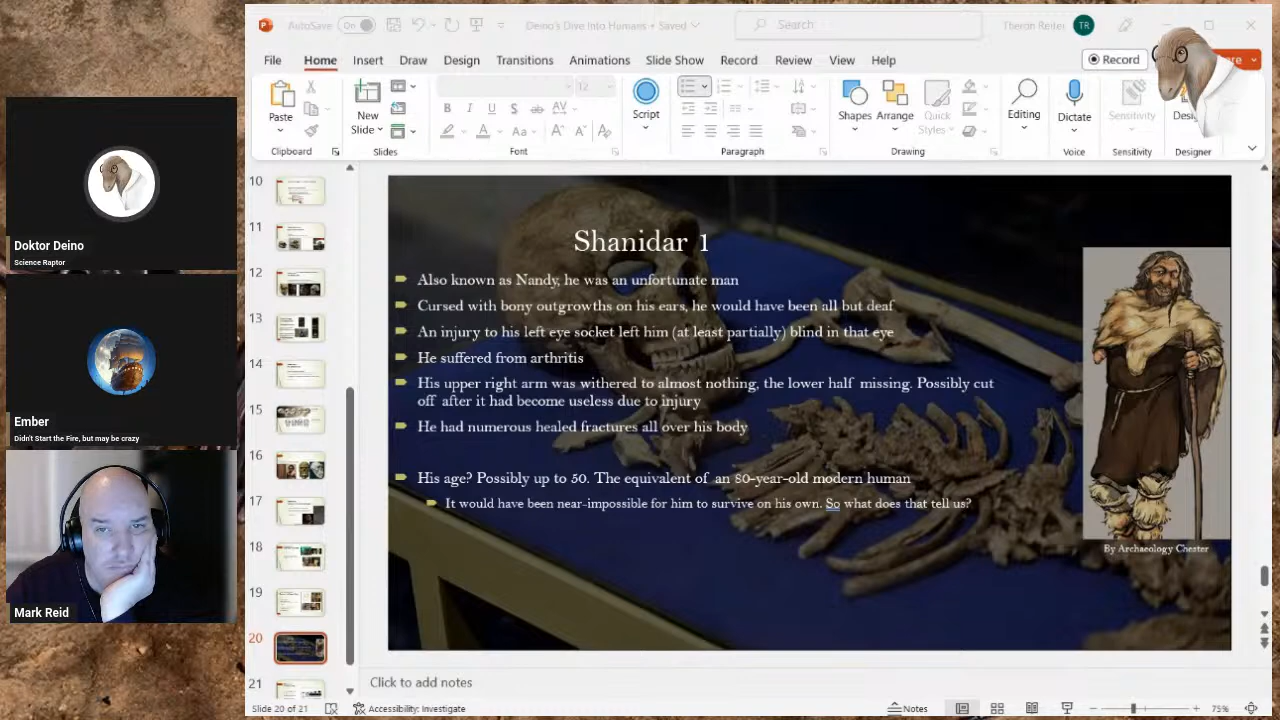 AutoSave
On
Deino's Dive Into Humans • Saved
Search
Theron Reiter
TR
File
Home
Insert
Draw
Design
Transitions
Animations
Slide Show
Record
Review
View
Help
Record
Paste
New
Slide
12
Script
Shapes
Arrange
Quick
Styles
Editing
Dictate
Sensitivity
Clipboard
Slides
Font
Paragraph
Drawing
Voice
Sensitivity
Designer
10
11
12
13
14
15
16
17
18
19
20
21
Doktor Deino
Science Raptor
Ember
Didn't Start the Fire, but may be crazy
Mark Reid
Shanidar 1
Also known as Nandy, he was an unfortunate man
Cursed with bony outgrowths on his ears, he would have been all but deaf
An injury to his left eye socket left him (at least partially) blind in that eye
He suffered from arthritis
His upper right arm was withered to almost nothing, the lower half missing. Possibly cut
off after it had become useless due to injury
He had numerous healed fractures all over his body
His age? Possibly up to 50. The equivalent of an 80-year-old modern human
It would have been near-impossible for him to survive on his own. So what does that tell us?
By Archaeology Chester
Click to add notes
Slide 20 of 21
Accessibility: Investigate
Notes
75%